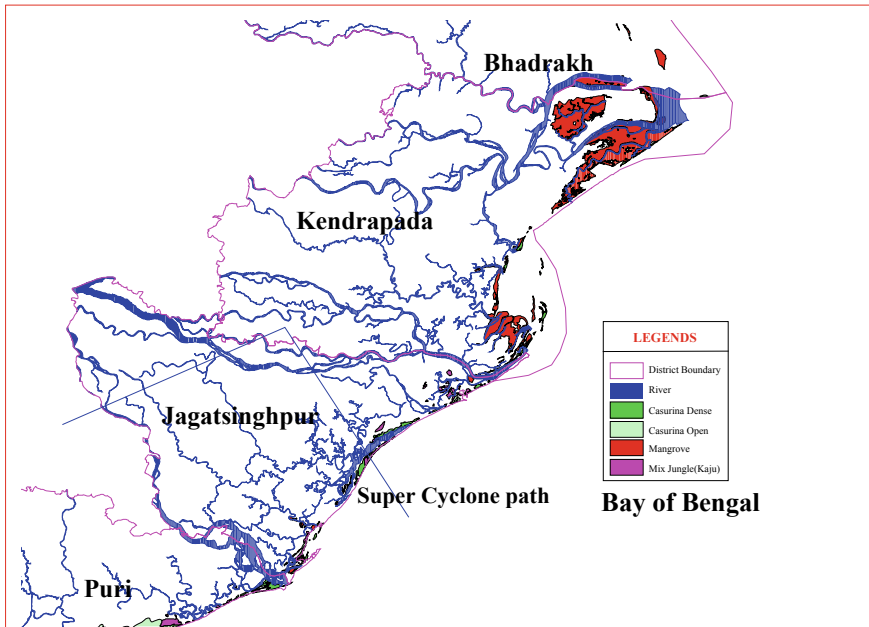 Bhadrakh
Kendrapada
Jagatsinghpur
Super Cyclone path
Puri
LEGENDS
District Boundary
River
Casurina Dense
Casurina Open
Mangrove
Mix Jungle(Kaju)
Bay of Bengal